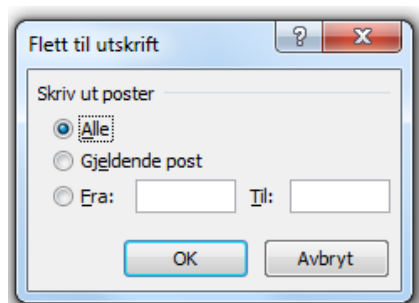 Flett til utskrift
Skriv ut poster
Alle
Gjeldende post
Fra: Til:
OK Avbryt